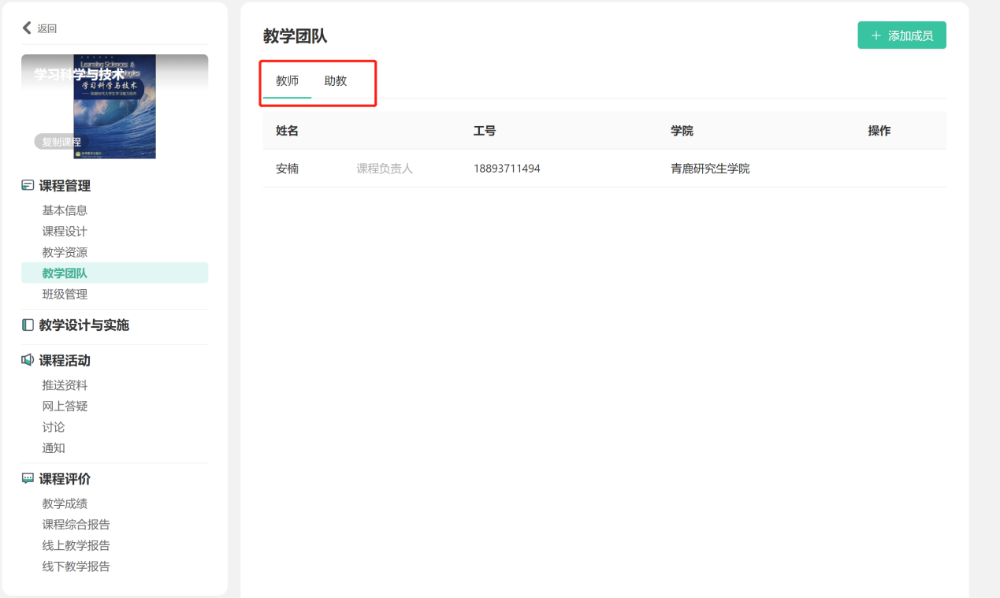 返回
学习科学与技术
Learning Sciences &
学习科学与技术
复制课程
课程管理
基本信息
课程设计
教学资源
教学团队
班级管理
教学设计与实施
课程活动
推送资料
网上答疑
讨论
通知
课程评价
教学成绩
课程综合报告
线上教学报告
线下教学报告
教学团队
添加成员
教师 助教
姓名 工号 学院 操作
安楠 课程负责人 18893711494 青鹿研究生学院